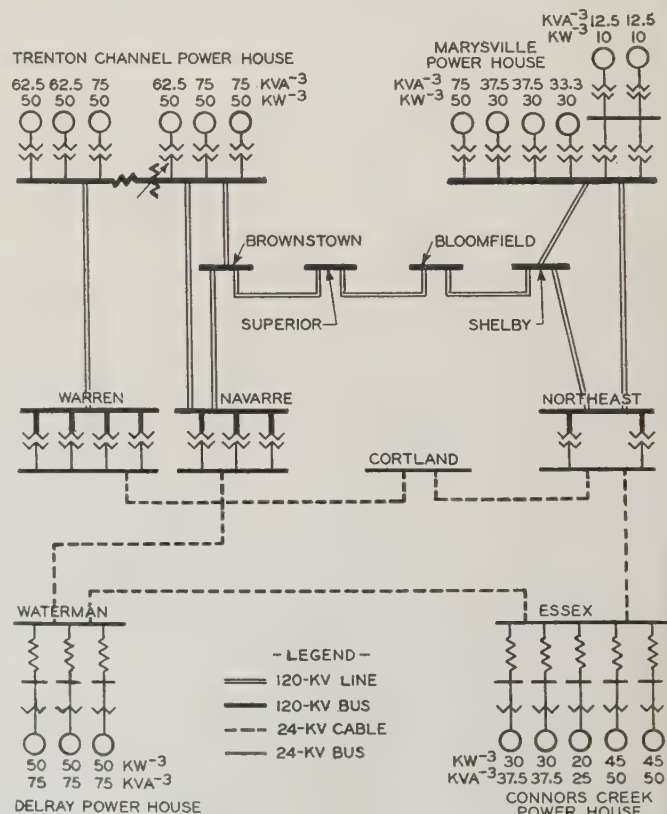 KVA⁻³ 12.5 12.5
KW⁻³ 10 10
TRENTON CHANNEL POWER HOUSE
62.5 62.5 75 62.5 75 75 KVA⁻³
50 50 50 50 50 50 KW⁻³
MARYSVILLE
POWER HOUSE
KVA⁻³ 75 37.5 37.5 33.3
KW⁻³ 50 30 30 30
BROWNSTOWN
BLOOMFIELD
SUPERIOR
SHELBY
WARREN
NAVARRE
NORTHEAST
CORTLAND
WATERMAN
ESSEX
- LEGEND -
120-KV LINE
120-KV BUS
24-KV CABLE
24-KV BUS
50 50 50 KW⁻³
75 75 75 KVA⁻³
DELRAY POWER HOUSE
KW⁻³ 30 30 20 45 45
KVA⁻³ 37.5 37.5 25 50 50
CONNORS CREEK
POWER HOUSE